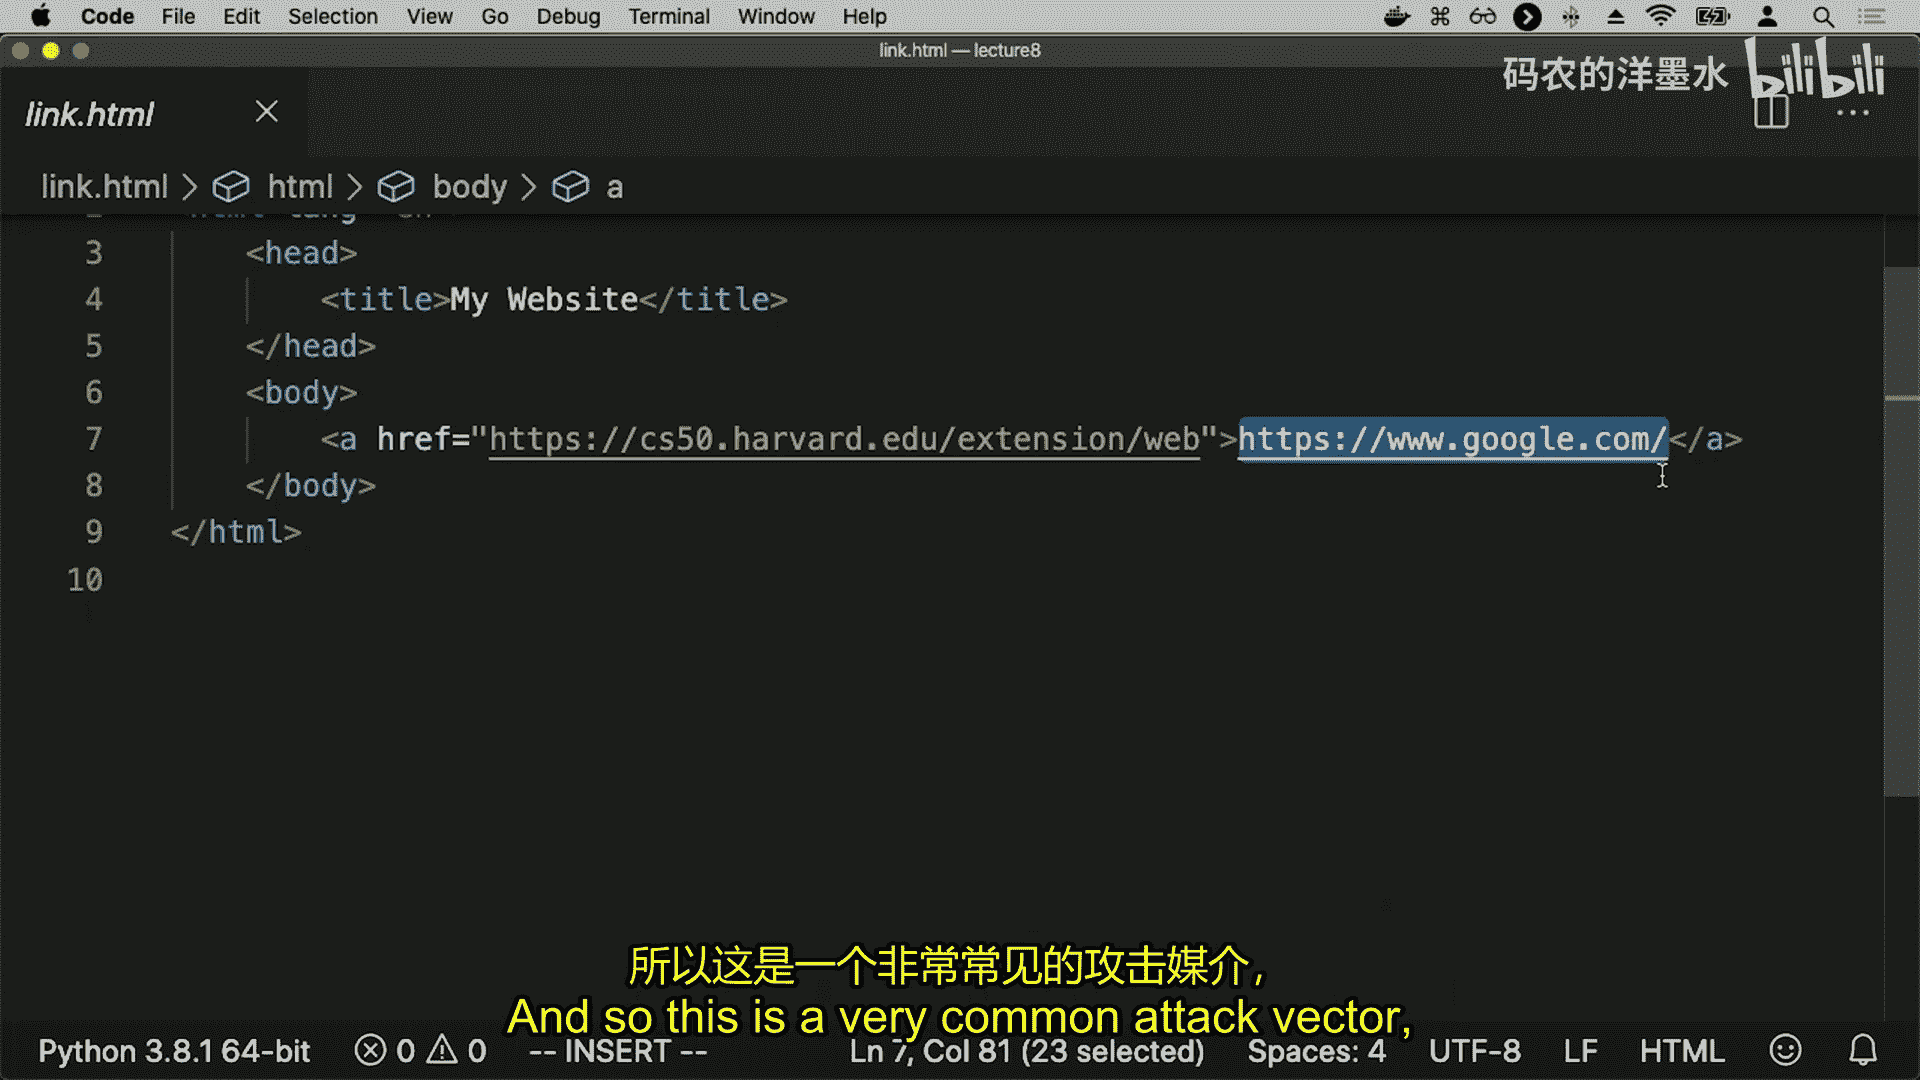 Code File Edit Selection View Go Debug Terminal Window Help
link.html — lecture8
码农的洋墨水 bilibili
link.html
link.html > html > body > a
3 <head>
4 <title>My Website</title>
5 </head>
6 <body>
7 <a href="https://cs50.harvard.edu/extension/web">https://www.google.com/</a>
8 </body>
9 </html>
10
所以这是一个非常常见的攻击媒介，
And so this is a very common attack vector,
Python 3.8.1 64-bit 0 0 -- INSERT -- Ln 7, Col 81 (23 selected) Spaces: 4 UTF-8 LF HTML